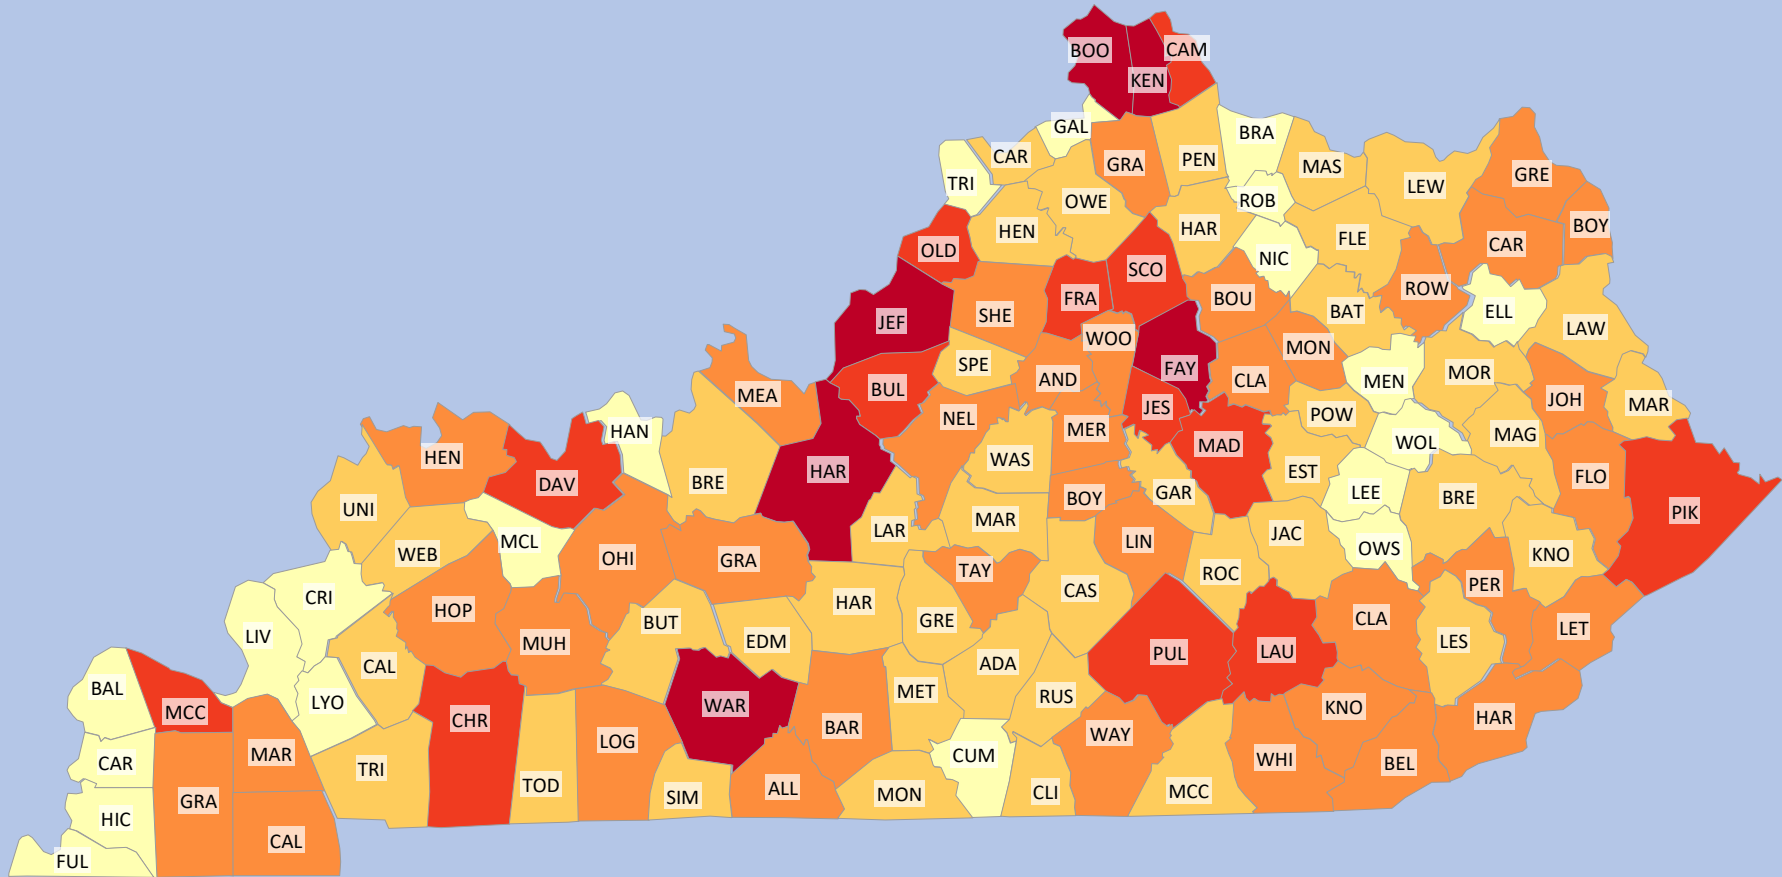 BOO
CAM
KEN
GAL
BRA
CAR
GRA
PEN
MAS
TRI
LEW
GRE
OWE
ROB
HEN
HAR
FLE
BOY
OLD
CAR
SCO
NIC
FRA
BOU
ROW
JEF
SHE
BAT
ELL
LAW
WOO
MON
SPE
FAY
MOR
AND
CLA
MEN
BUL
MEA
JES
JOH
MAR
NEL
POW
HAN
MER
MAD
WOL
MAG
HEN
WAS
HAR
EST
DAV
BRE
BOY
GAR
LEE
BRE
FLO
UNI
MAR
PIK
LAR
JAC
MCL
LIN
OWS
WEB
OHI
GRA
TAY
ROC
KNO
PER
CAS
CRI
HAR
HOP
GRE
CLA
BUT
LET
LIV
MUH
EDM
LES
PUL
LAU
CAL
ADA
BAL
MET
RUS
LYO
WAR
KNO
MCC
CHR
BAR
HAR
WAY
LOG
MAR
CUM
WHI
BEL
CAR
TRI
TOD
ALL
CLI
MCC
SIM
MON
GRA
HIC
CAL
FUL